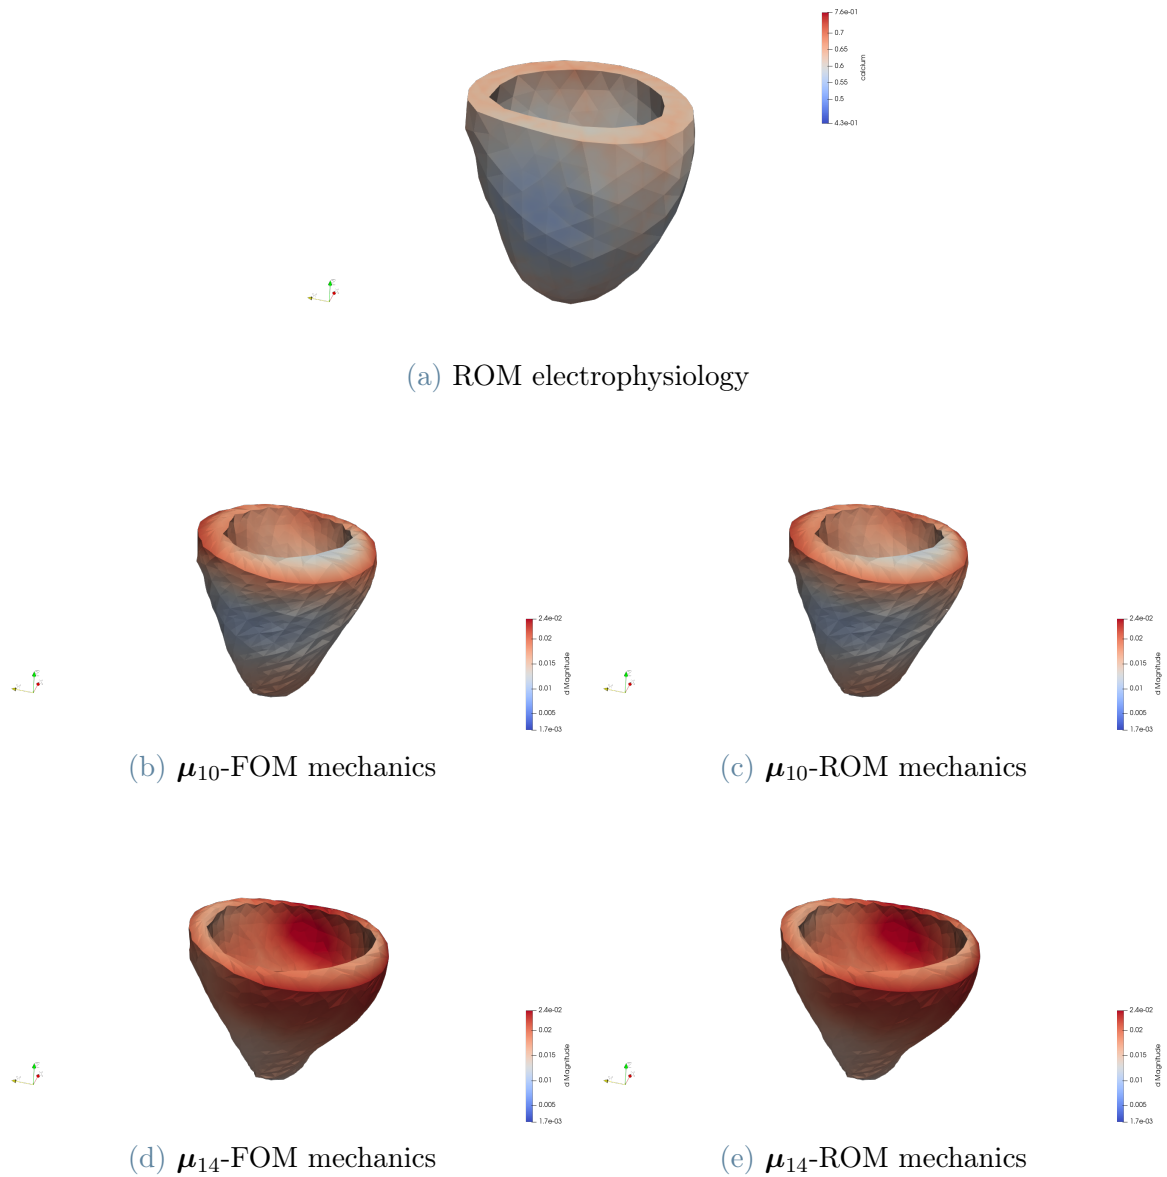 7.6e-01
0.7
0.65
0.6
0.55
0.5
4.3e-01
calcium
(a) ROM electrophysiology
2.4e-02
0.02
0.015
0.01
0.005
1.7e-03
d Magnitude
2.4e-02
0.02
0.015
0.01
0.005
1.7e-03
d Magnitude
(b) μ10-FOM mechanics
(c) μ10-ROM mechanics
2.4e-02
0.02
0.015
0.01
0.005
1.7e-03
d Magnitude
2.4e-02
0.02
0.015
0.01
0.005
1.7e-03
d Magnitude
(d) μ14-FOM mechanics
(e) μ14-ROM mechanics